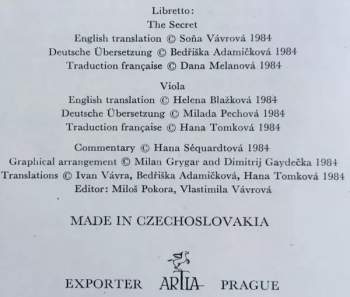 Libretto:
The Secret
English translation © Soňa Vávrová 1984
Deutsche Übersetzung © Bedřiška Adamičková 1984
Traduction française © Dana Melanová 1984
Viola
English translation © Helena Blažková 1984
Deutsche Übersetzung © Milada Pechová 1984
Traduction française © Hana Tomková 1984
Commentary © Hana Séquardtová 1984
Graphical arrangement © Milan Grygar and Dimitrij Gaydečka 1984
Translations © Ivan Vávra, Bedřiška Adamičková, Hana Tomková 1984
Editor: Miloš Pokora, Vlastimila Vávrová
MADE IN CZECHOSLOVAKIA
EXPORTER ARTIA PRAGUE